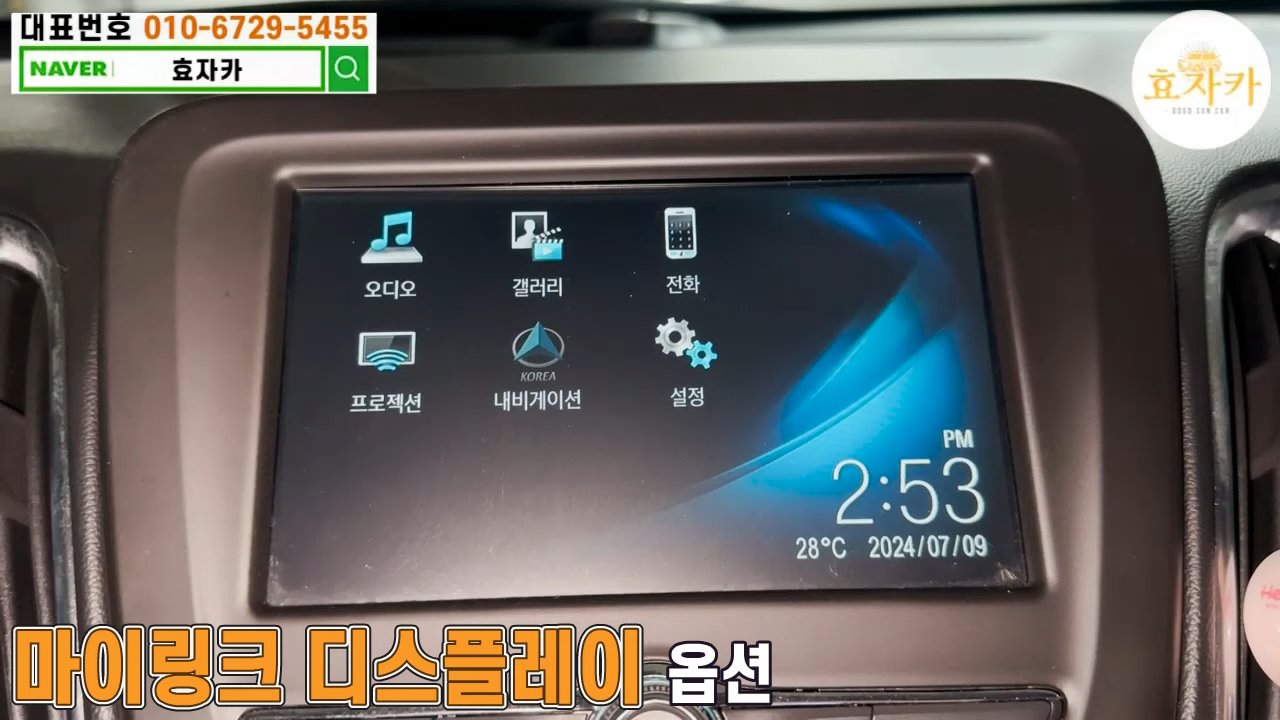 대표번호 010-6729-5455
NAVER 효자카
효자카
GOOD SON CAR
오디오 갤러리 전화
KOREA
프로젝션 내비게이션 설정
PM
2:53
28°C 2024/07/09
마이링크 디스플레이 옵션